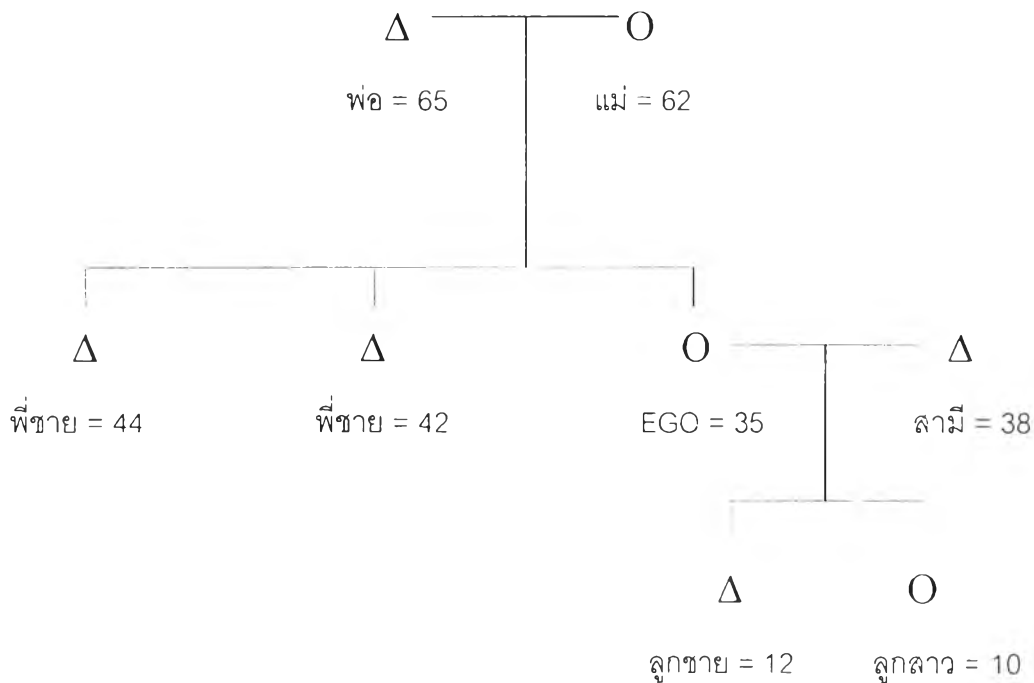 Δ O
พ่อ = 65 แม่ = 62
Δ Δ O Δ
พี่ชาย = 44 พี่ชาย = 42 EGO = 35 สามี = 38
Δ O
ลูกชาย = 12 ลูกสาว = 10